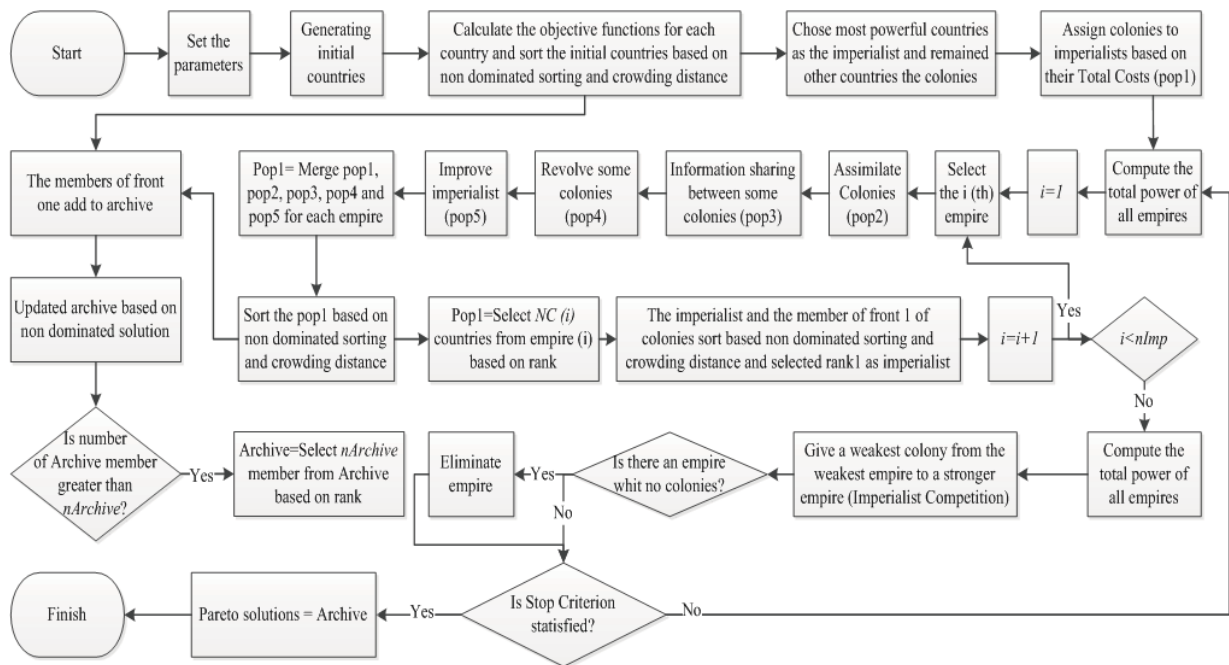 Start
Set the
parameters
Generating
initial
countries
Calculate the objective functions for each
country and sort the initial countries based on
non dominated sorting and crowding distance
Chose most powerful countries
as the imperialist and remained
other countries the colonies
Assign colonies to
imperialists based on
their Total Costs (pop1)
The members of front
one add to archive
Pop1= Merge pop1,
pop2, pop3, pop4 and
pop5 for each empire
Improve
imperialist
(pop5)
Revolve some
colonies
(pop4)
Information sharing
between some
colonies (pop3)
Assimilate
Colonies
(pop2)
Select
the i (th)
empire
i=1
Compute the
total power of
all empires
Updated archive based on
non dominated solution
Sort the pop1 based on
non dominated sorting
and crowding distance
Pop1=Select NC (i)
countries from empire (i)
based on rank
The imperialist and the member of front 1 of
colonies sort based non dominated sorting and
crowding distance and selected rank1 as imperialist
i=i+1
Yes
i<nImp
No
Is number
of Archive member
greater than
nArchive?
Yes
Archive=Select nArchive
member from Archive
based on rank
Eliminate
empire
Yes
Is there an empire
whit no colonies?
No
Give a weakest colony from the
weakest empire to a stronger
empire (Imperialist Competition)
Compute the
total power of
all empires
Finish
Pareto solutions = Archive
Yes
Is Stop Criterion
statisfied?
No